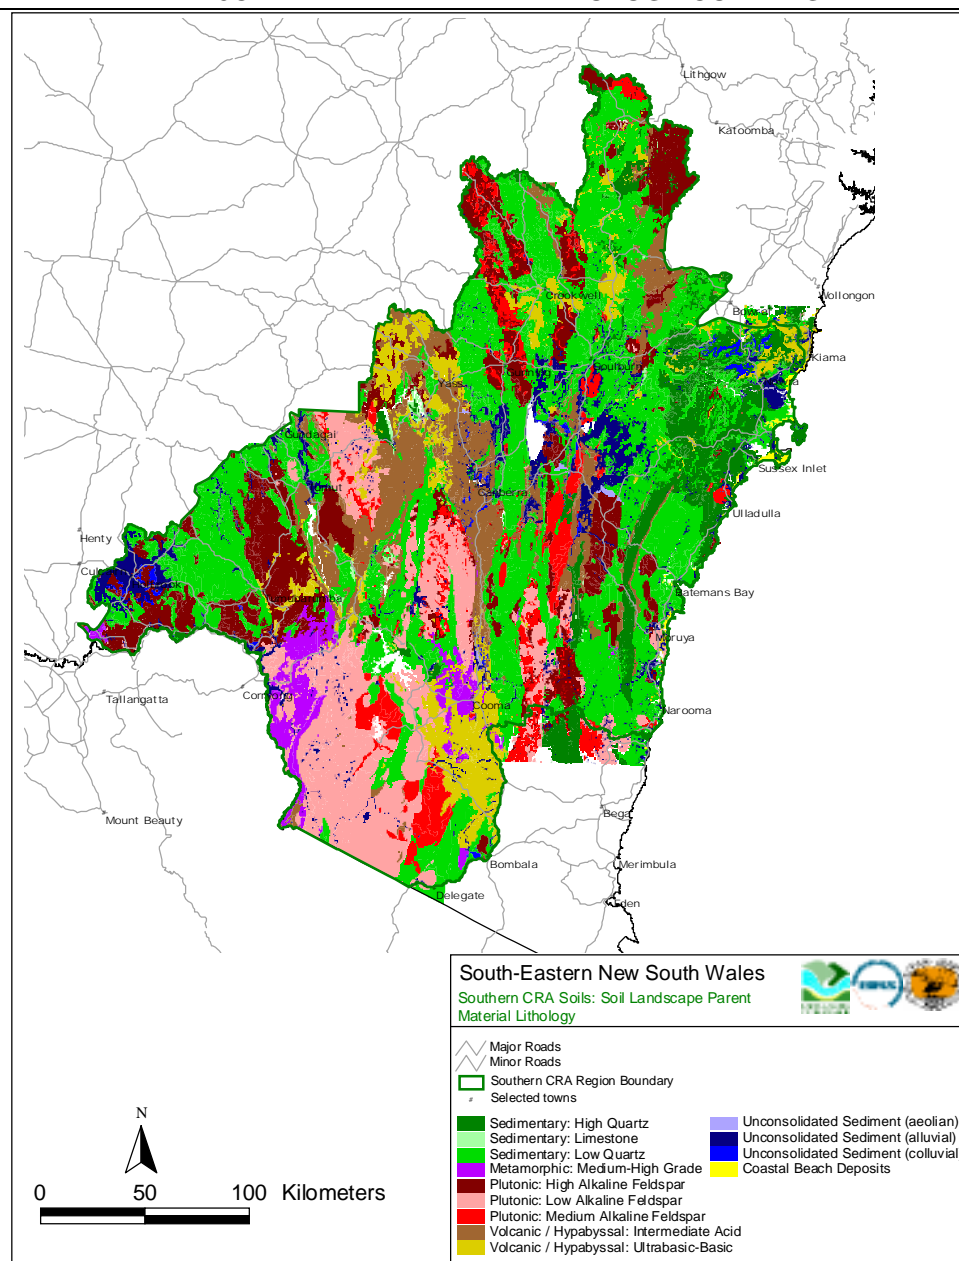 Lithgow
Katoomba
Crookwell
Wollongon
Bowral
Kiama
Yass
Goulburn
Gundagai
Sussex Inlet
Canberra
Ulladulla
Henty
Batemans Bay
Moruya
Tallangatta
Cooma
Narooma
Mount Beauty
Bega
Bombala
Merimbula
Delegate
Eden
South-Eastern New South Wales
Southern CRA Soils: Soil Landscape Parent
Material Lithology
Major Roads
Minor Roads
Southern CRA Region Boundary
Selected towns
Sedimentary: High Quartz
Sedimentary: Limestone
Sedimentary: Low Quartz
Metamorphic: Medium-High Grade
Plutonic: High Alkaline Feldspar
Plutonic: Low Alkaline Feldspar
Plutonic: Medium Alkaline Feldspar
Volcanic / Hypabyssal: Intermediate Acid
Volcanic / Hypabyssal: Ultrabasic-Basic
Unconsolidated Sediment (aeolian)
Unconsolidated Sediment (alluvial)
Unconsolidated Sediment (colluvial
Coastal Beach Deposits
N
0 50 100 Kilometers